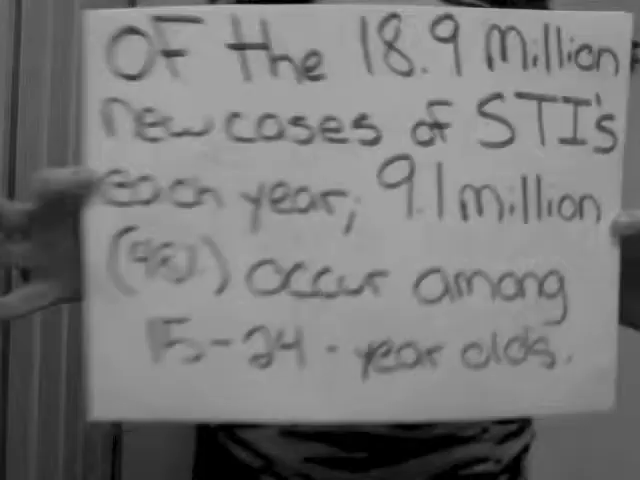 OF the 18.9 Million
new cases of STI's
each year, 9.1 million
(48%) occur among
15-24-year olds.